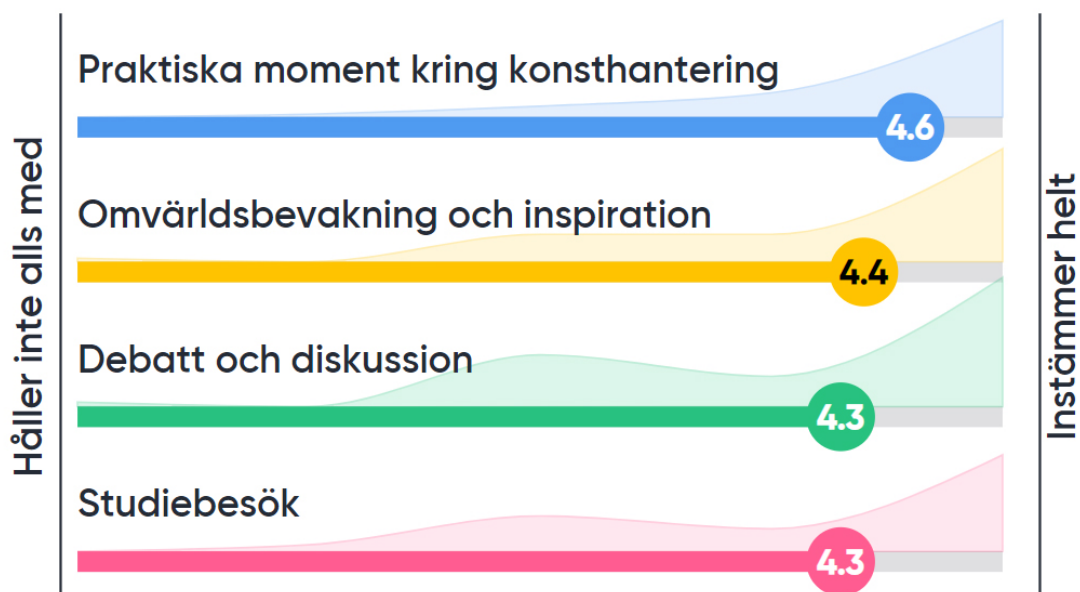 Håller inte alls med
Praktiska moment kring konsthantering
4.6
Omvärldsbevakning och inspiration
4.4
Debatt och diskussion
4.3
Studiebesök
4.3
Instämmer helt